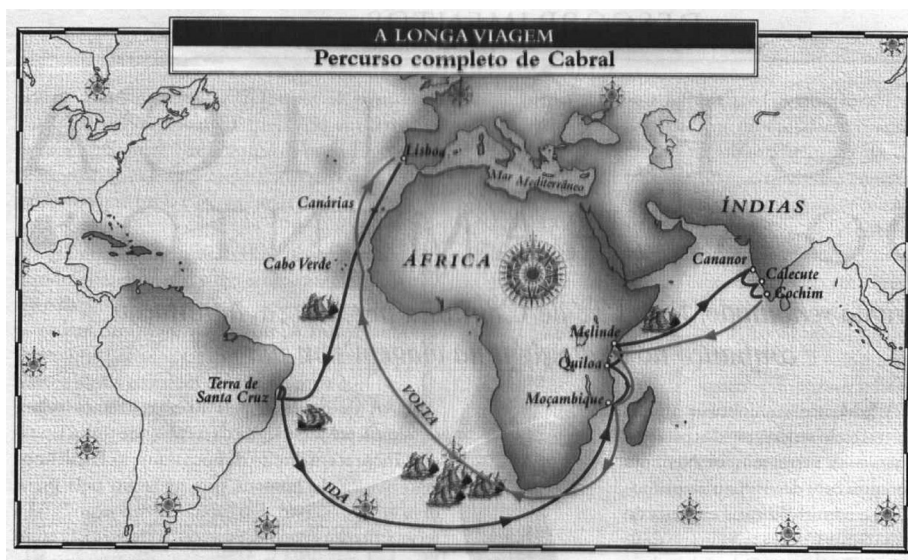 A LONGA VIAGEM
Percurso completo de Cabral
Lisboa
Mar Mediterrâneo
Canárias
ÍNDIAS
Cabo Verde
ÁFRICA
Cananor
Calecute
Cochim
Melinde
Quiloa
Terra de
Santa Cruz
Moçambique
VOLTA
IDA